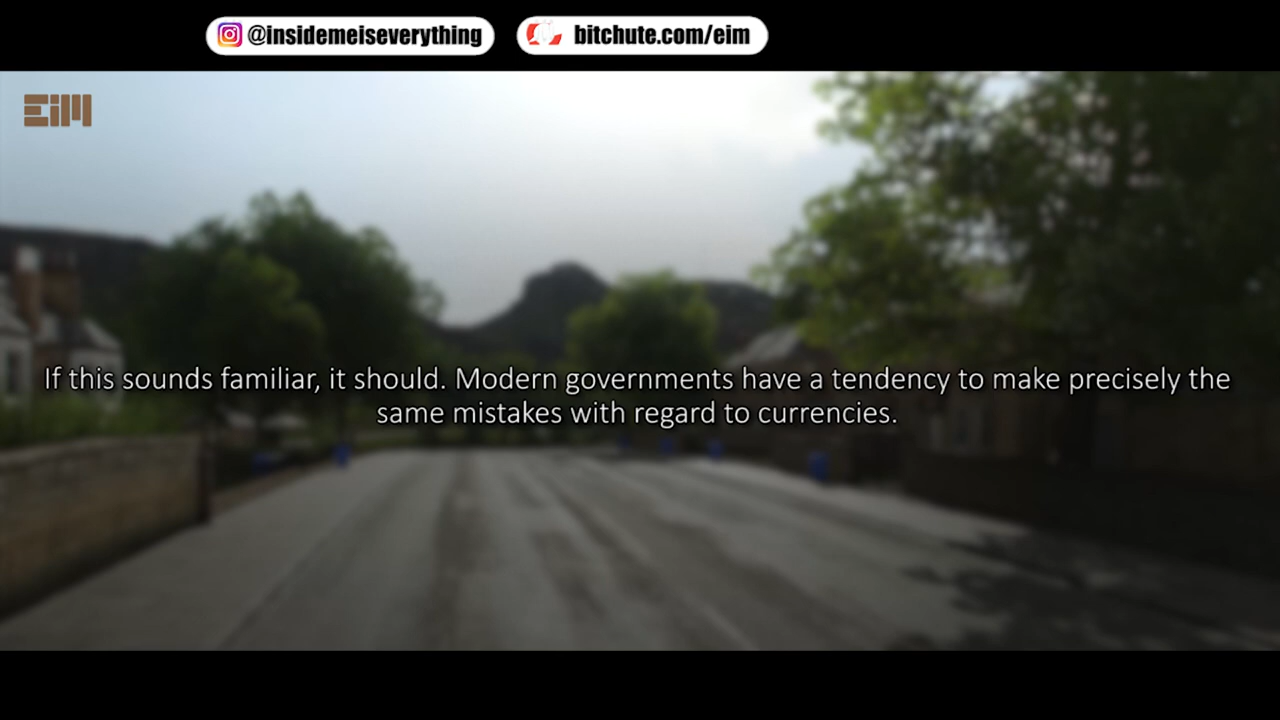 @insidemeiseverything
bitchute.com/eim
EIM
If this sounds familiar, it should. Modern governments have a tendency to make precisely the
same mistakes with regard to currencies.